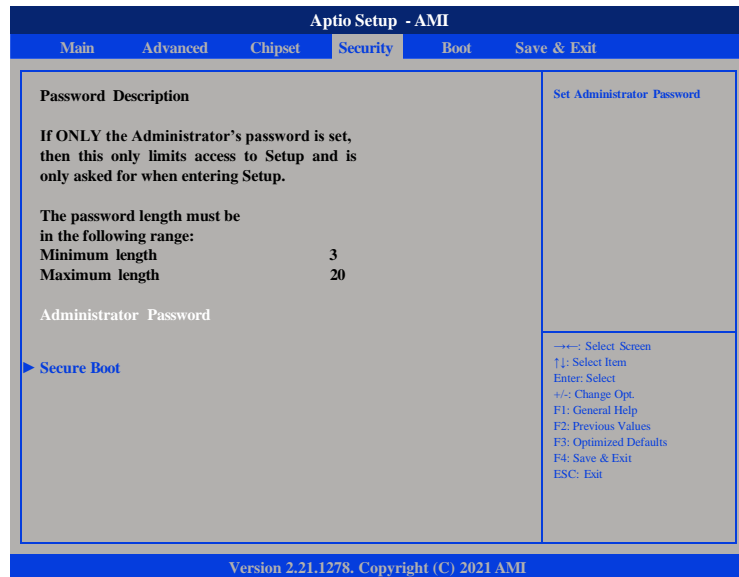 Aptio Setup - AMI
Main Advanced Chipset Security Boot Save & Exit
Password Description
If ONLY the Administrator's password is set,
then this only limits access to Setup and is
only asked for when entering Setup.
The password length must be
in the following range:
Minimum length 3
Maximum length 20
Administrator Password
► Secure Boot
Set Administrator Password
→←: Select Screen
↑↓: Select Item
Enter: Select
+/-: Change Opt.
F1: General Help
F2: Previous Values
F3: Optimized Defaults
F4: Save & Exit
ESC: Exit
Version 2.21.1278. Copyright (C) 2021 AMI